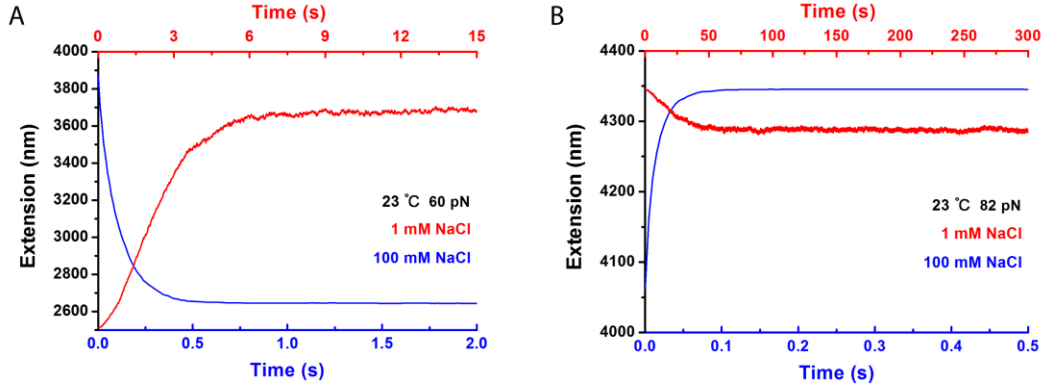 A
Time (s)
0 3 6 9 12 15
4000
3800
3600
3400
3200
3000
2800
2600
Extension (nm)
23 ℃ 60 pN
1 mM NaCl
100 mM NaCl
0.0 0.5 1.0 1.5 2.0
Time (s)
B
Time (s)
0 50 100 150 200 250 300
4400
4300
4200
4100
4000
Extension (nm)
23 ℃ 82 pN
1 mM NaCl
100 mM NaCl
0.0 0.1 0.2 0.3 0.4 0.5
Time (s)